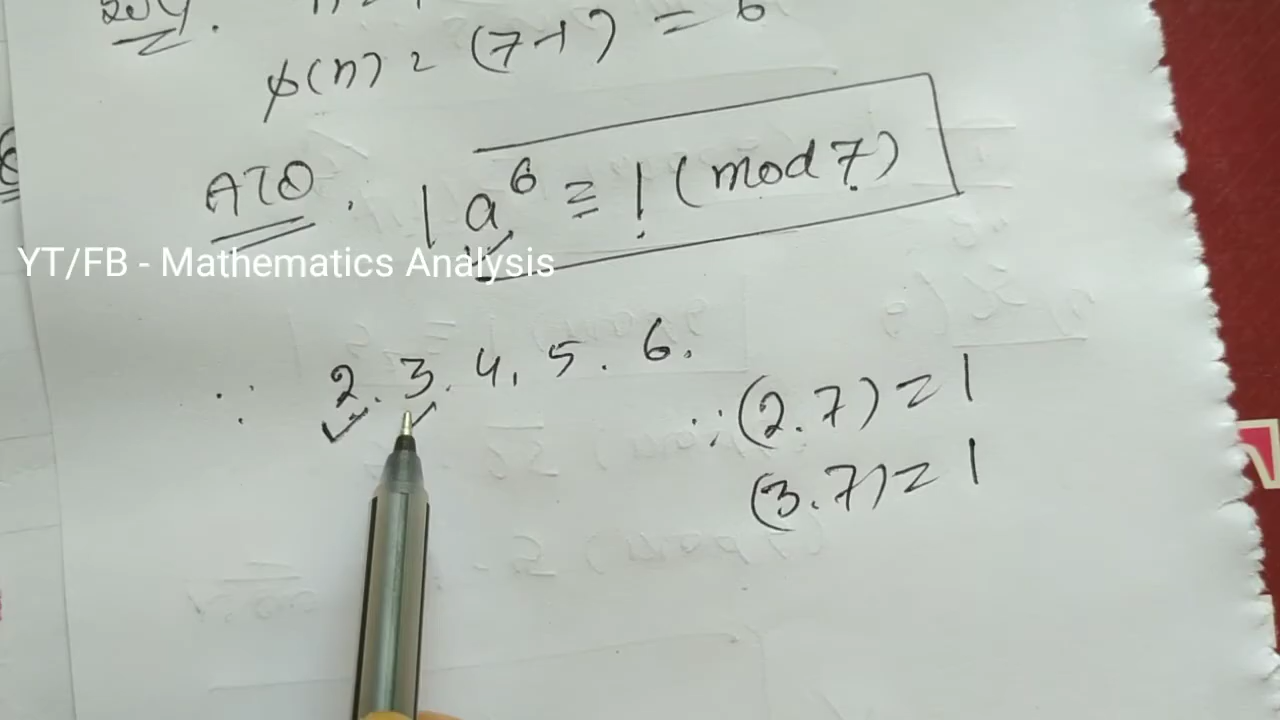 φ(n) = (7-1) = 6
ATQ, a⁶ ≡ 1 (mod 7)
YT/FB - Mathematics Analysis
∵ 2, 3, 4, 5, 6.
∴ (2,7) = 1
(3,7) = 1